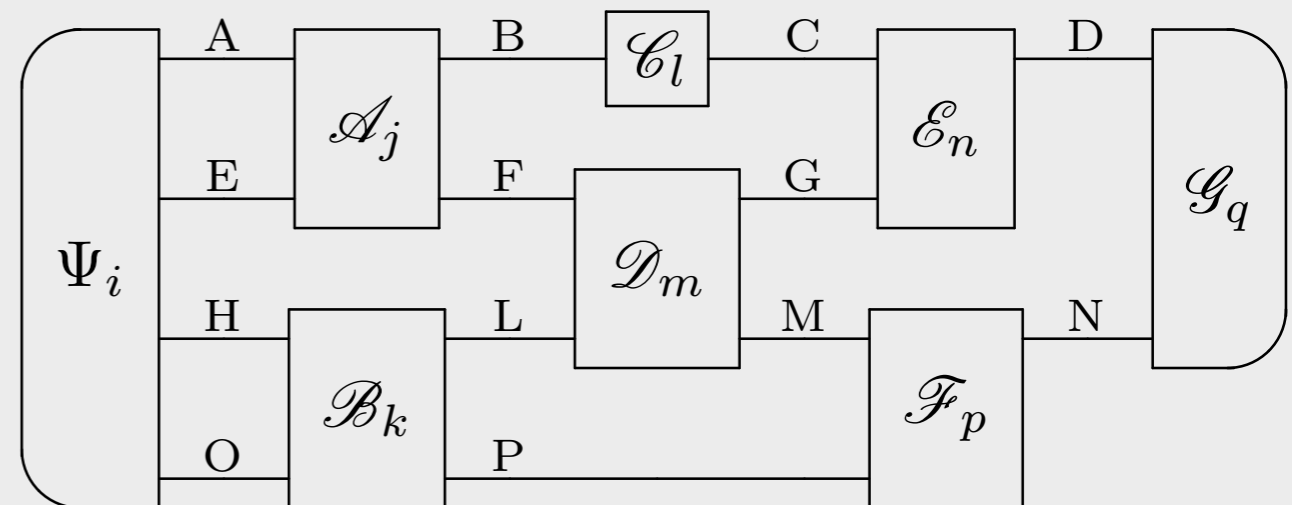 A B C D
𝒞_l
𝒜_j ℰ_n
E F G
𝒢_q
Ψ_i 𝒟_m
H L M N
ℬ_k ℱ_p
O P